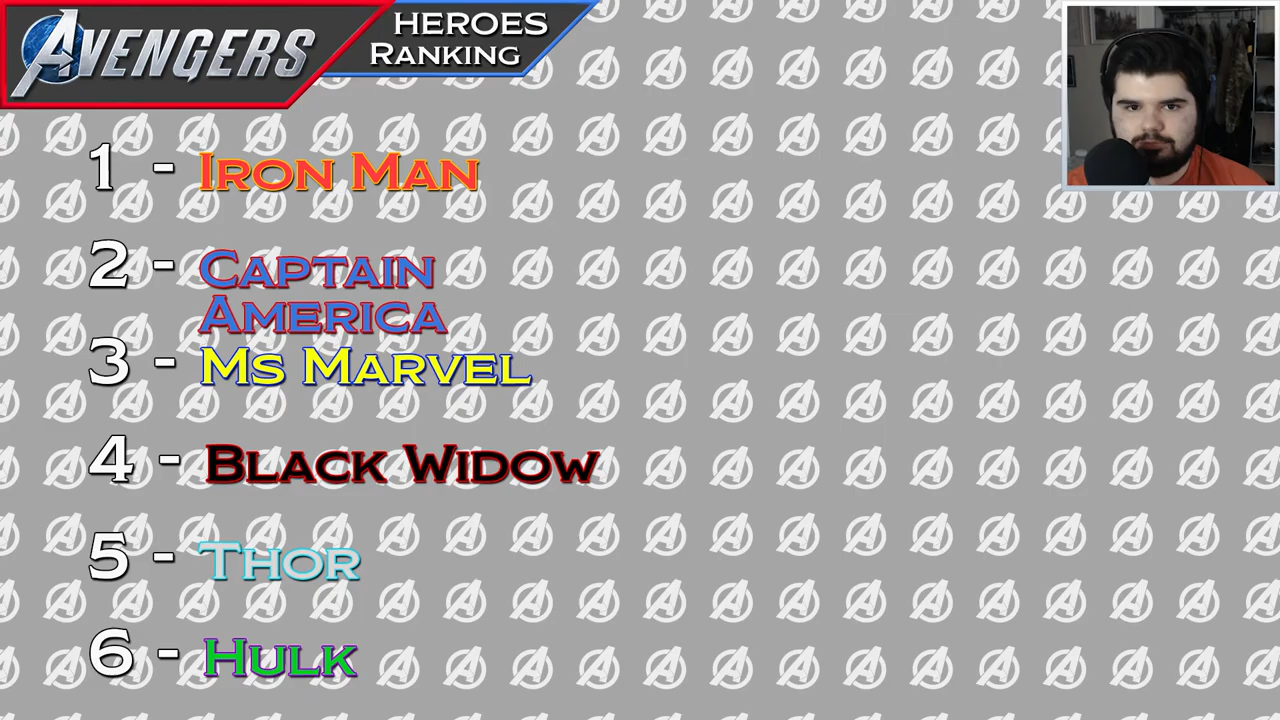 AVENGERS
HEROES
RANKING
1 - IRON MAN
2 - CAPTAIN
AMERICA
3 - MS MARVEL
4 - BLACK WIDOW
5 - THOR
6 - HULK